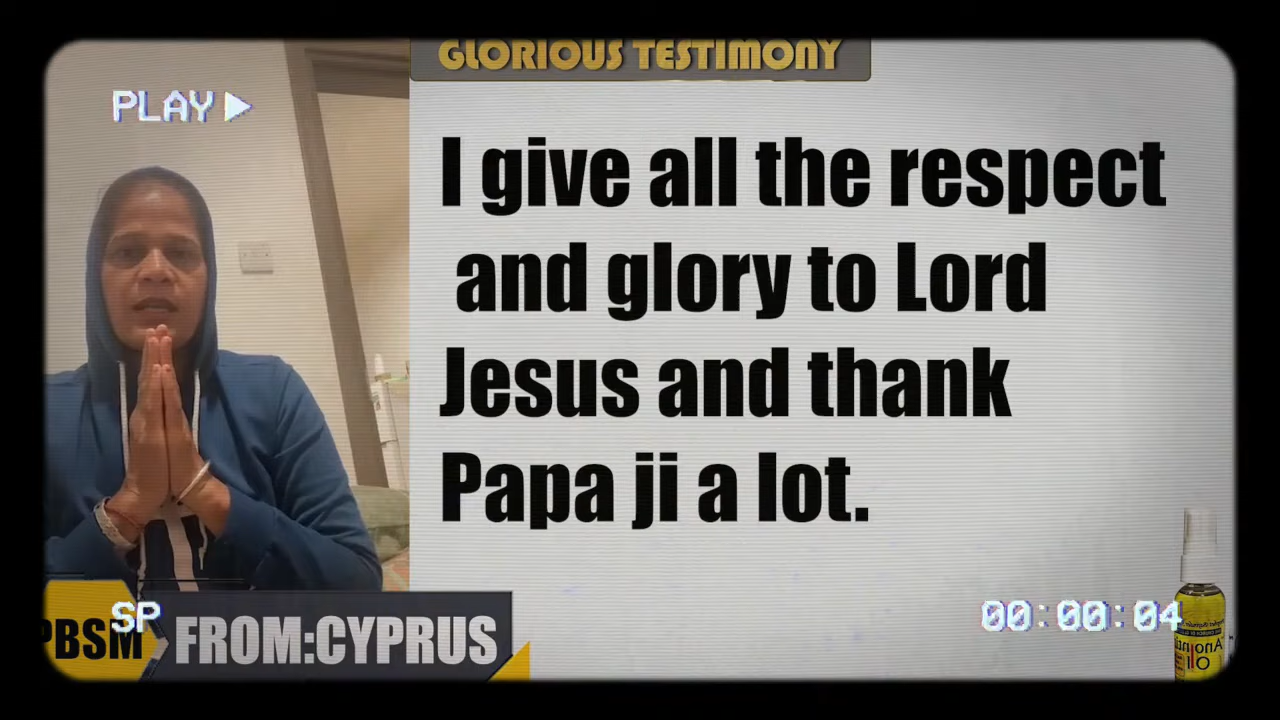 GLORIOUS TESTIMONY
PLAY
I give all the respect
and glory to Lord
Jesus and thank
Papa ji a lot.
SP
PBSM
FROM:CYPRUS
00:00:04